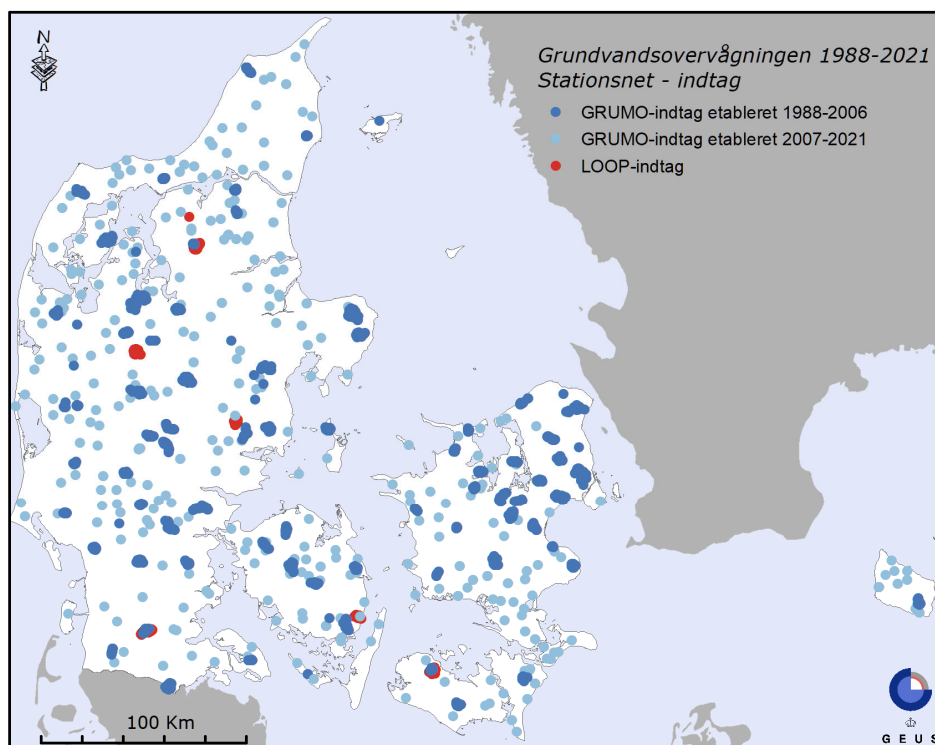 N
Grundvandsovervågningen 1988-2021
Stationsnet - indtag
GRUMO-indtag etableret 1988-2006
GRUMO-indtag etableret 2007-2021
LOOP-indtag
100 Km
G E U S